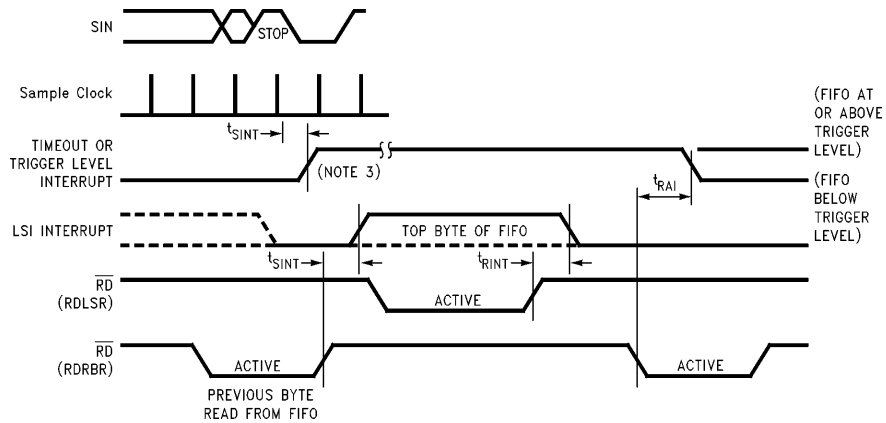 SIN
STOP
Sample Clock
tSINT
(FIFO AT
OR ABOVE
TRIGGER
LEVEL)
TIMEOUT OR
TRIGGER LEVEL
INTERRUPT
(NOTE 3)
tRAI
(FIFO
BELOW
TRIGGER
LEVEL)
LSI INTERRUPT
TOP BYTE OF FIFO
tSINT
tRINT
RD
(RDLSR)
ACTIVE
RD
(RDRBR)
ACTIVE
ACTIVE
PREVIOUS BYTE
READ FROM FIFO